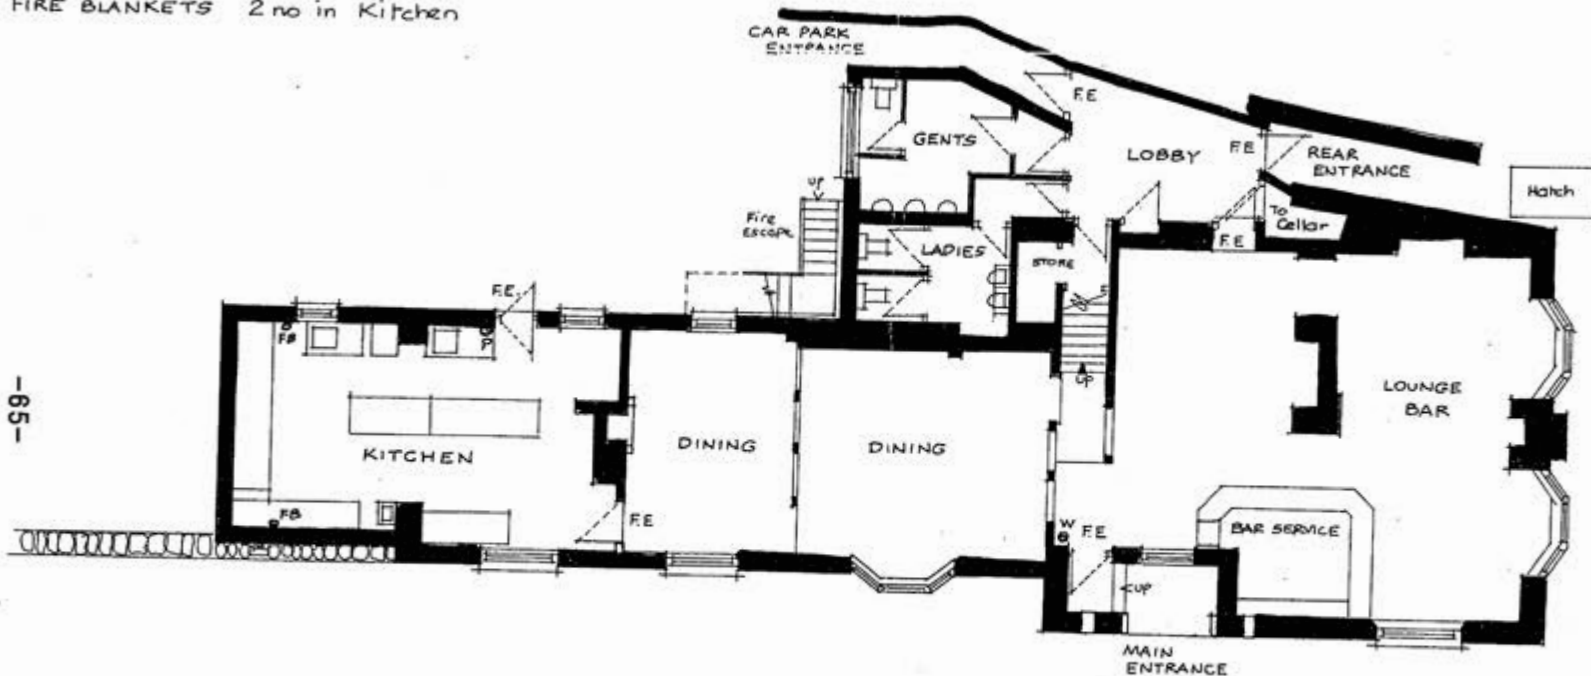 FIRE BLANKETS 2 no in Kitchen
CAR PARK
ENTRANCE
F.E
GENTS
LOBBY
F.E
REAR
ENTRANCE
Hatch
UP
Fire
ESCAPE
To
Cellar
LADIES
STORE
F.E
F.E.
FB
P
UP
LOUNGE
BAR
-65-
KITCHEN
DINING
DINING
FB
F.E
W
F.E
BAR SERVICE
UP
MAIN
ENTRANCE